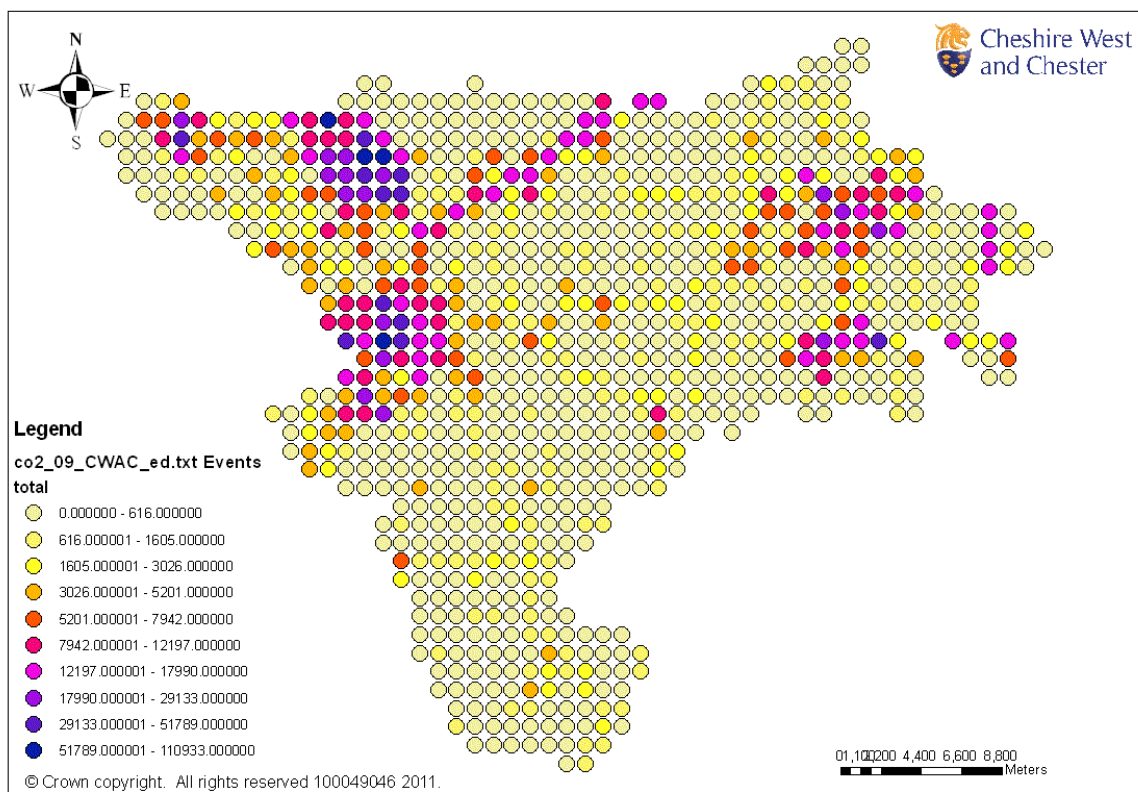 N
W E
S
Cheshire West
and Chester
Legend
co2_09_CWAC_ed.txt Events
total
0.000000 - 616.000000
616.000001 - 1605.000000
1605.000001 - 3026.000000
3026.000001 - 5201.000000
5201.000001 - 7942.000000
7942.000001 - 12197.000000
12197.000001 - 17990.000000
17990.000001 - 29133.000000
29133.000001 - 51789.000000
51789.000001 - 110933.000000
© Crown copyright. All rights reserved 100049046 2011.
4,400 6,600 8,800
Meters